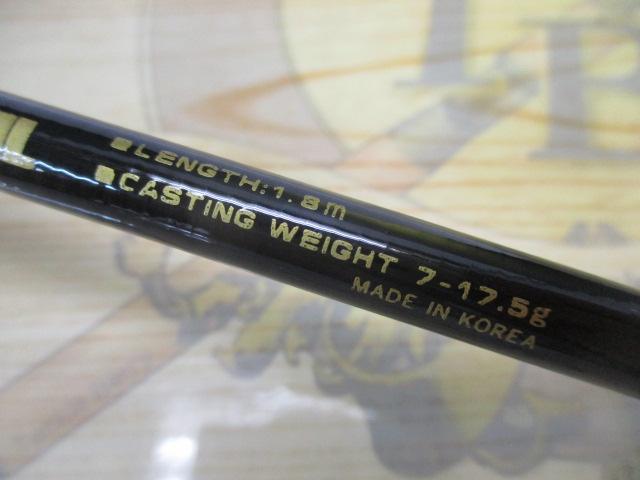 ■LENGTH:1.8m
■CASTING WEIGHT 7-17.5g
MADE IN KOREA